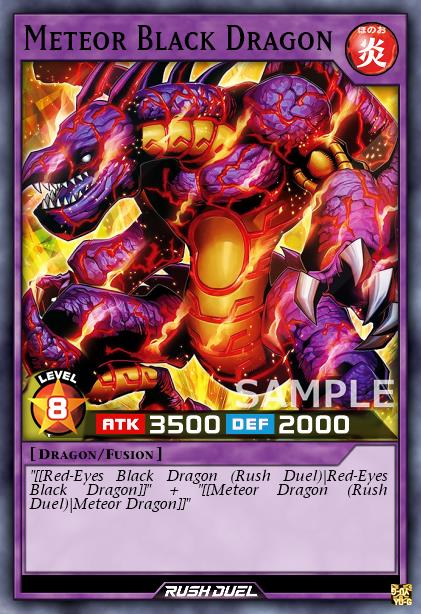 METEOR BLACK DRAGON
ほのお
炎
SAMPLE
LEVEL
8
ATK 3500 DEF 2000
[ DRAGON/FUSION ]
"[[Red-Eyes Black Dragon (Rush Duel)|Red-Eyes
Black Dragon]]" + "[[Meteor Dragon (Rush
Duel)|Meteor Dragon]]"
RUSH DUEL